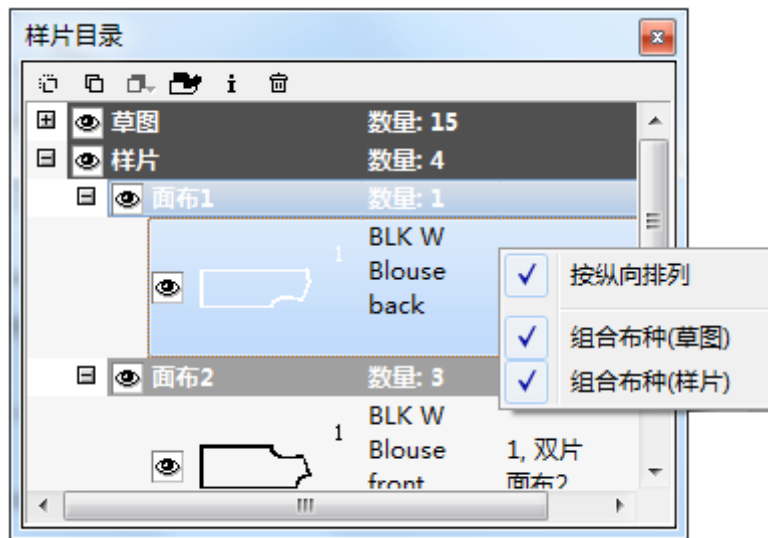 样片目录
草图 数量: 15
样片 数量: 4
面布1 数量: 1
1
BLK W
Blouse
back
按纵向排列
组合布种(草图)
组合布种(样片)
面布2 数量: 3
1
BLK W
Blouse 1, 双片
front 面布2